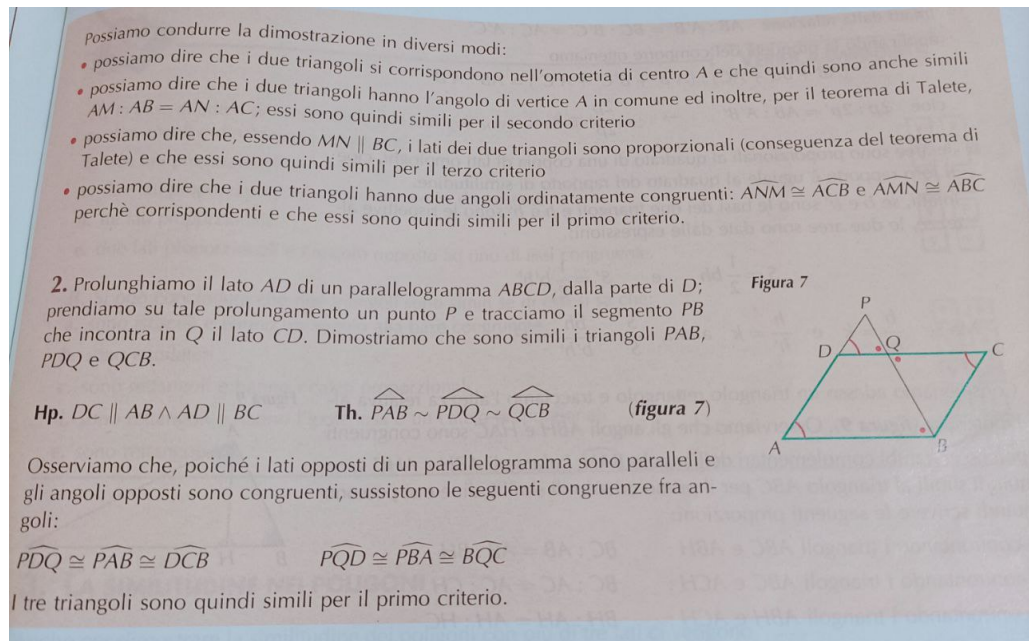 Possiamo condurre la dimostrazione in diversi modi:
• possiamo dire che i due triangoli si corrispondono nell'omotetia di centro A e che quindi sono anche simili
• possiamo dire che i due triangoli hanno l'angolo di vertice A in comune ed inoltre, per il teorema di Talete,
AM : AB = AN : AC; essi sono quindi simili per il secondo criterio
• possiamo dire che, essendo MN ∥ BC, i lati dei due triangoli sono proporzionali (conseguenza del teorema di
Talete) e che essi sono quindi simili per il terzo criterio
• possiamo dire che i due triangoli hanno due angoli ordinatamente congruenti: ANM ≅ ACB e AMN ≅ ABC
perchè corrispondenti e che essi sono quindi simili per il primo criterio.
2. Prolunghiamo il lato AD di un parallelogramma ABCD, dalla parte di D;
prendiamo su tale prolungamento un punto P e tracciamo il segmento PB
che incontra in Q il lato CD. Dimostriamo che sono simili i triangoli PAB,
PDQ e QCB.
Hp. DC ∥ AB ∧ AD ∥ BC Th. PAB ~ PDQ ~ QCB (figura 7)
Figura 7
P
D
Q
C
A
B
Osserviamo che, poiché i lati opposti di un parallelogramma sono paralleli e
gli angoli opposti sono congruenti, sussistono le seguenti congruenze fra an-
goli:
PDQ ≅ PAB ≅ DCB PQD ≅ PBA ≅ BQC
I tre triangoli sono quindi simili per il primo criterio.